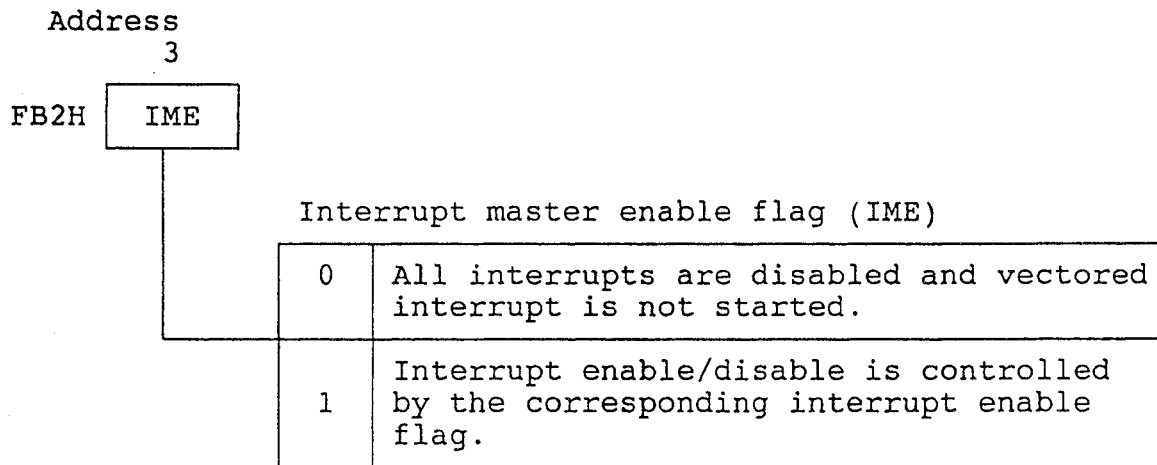 Address
3
FB2H IME
Interrupt master enable flag (IME)
0 All interrupts are disabled and vectored
interrupt is not started.
Interrupt enable/disable is controlled
1 by the corresponding interrupt enable
flag.